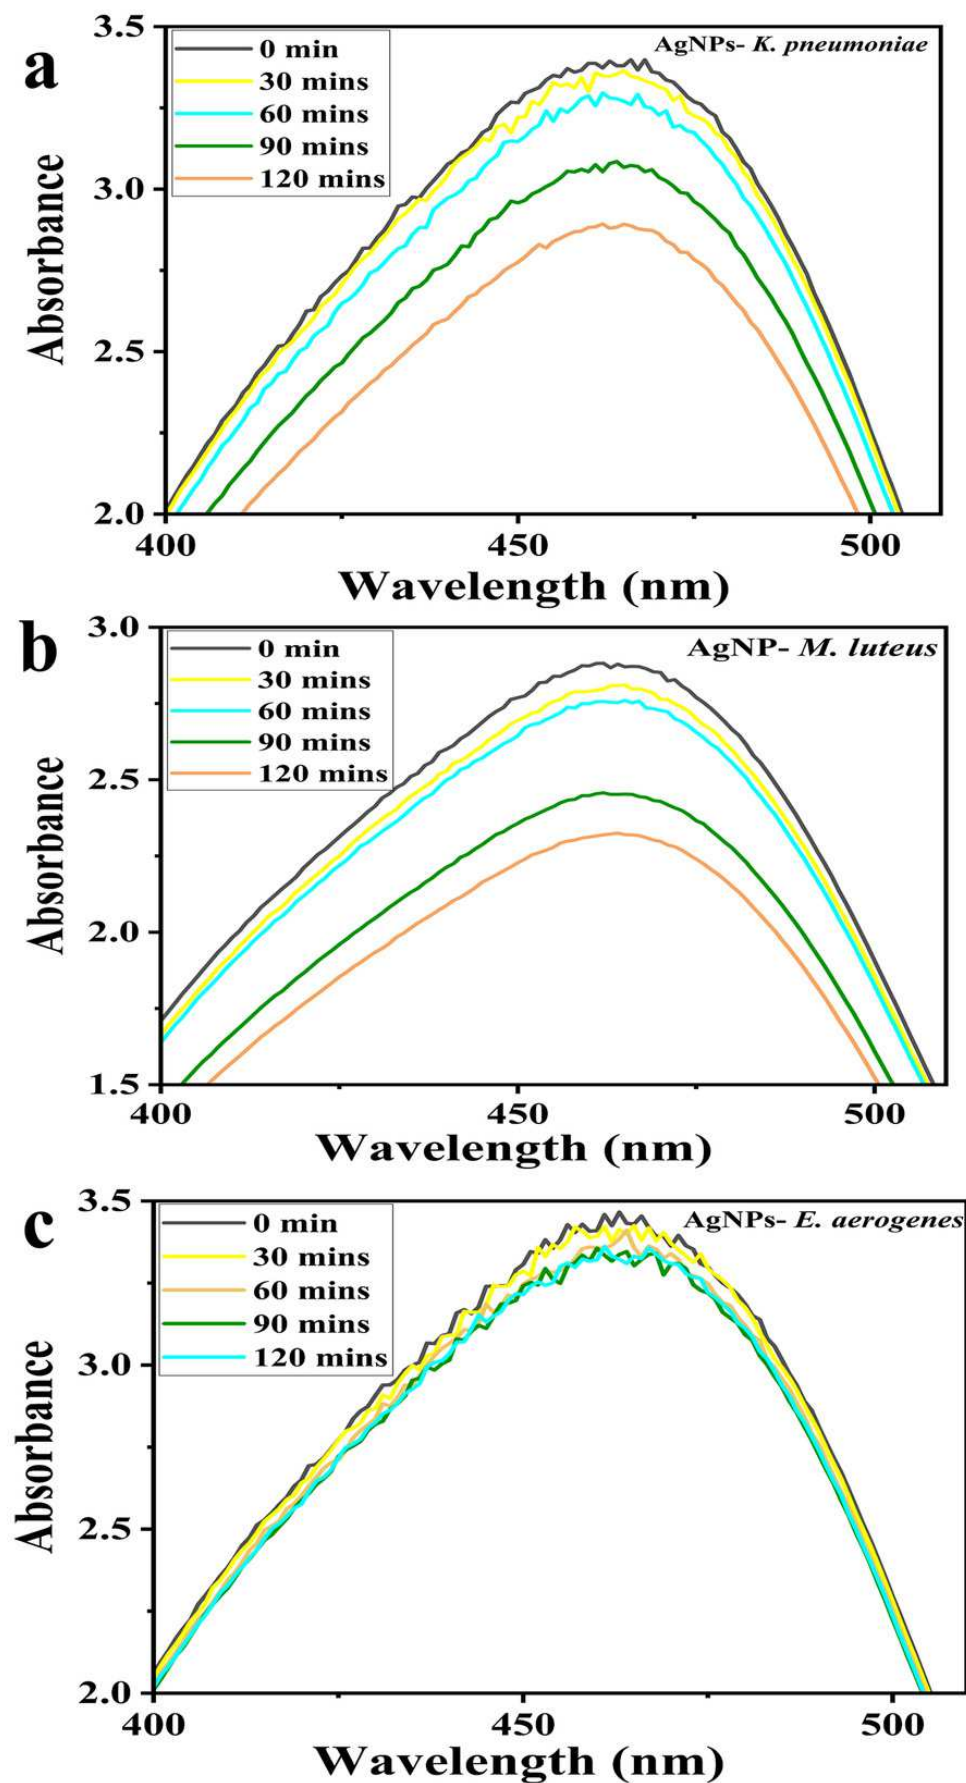 a
3.5
0 min
30 mins
60 mins
90 mins
120 mins
AgNPs- K. pneumoniae
3.0
2.5
2.0
Absorbance
400
450
500
Wavelength (nm)
b
3.0
0 min
30 mins
60 mins
90 mins
120 mins
AgNP- M. luteus
2.5
2.0
1.5
Absorbance
400
450
500
Wavelength (nm)
c
3.5
0 min
30 mins
60 mins
90 mins
120 mins
AgNPs- E. aerogenes
3.0
2.5
2.0
Absorbance
400
450
500
Wavelength (nm)